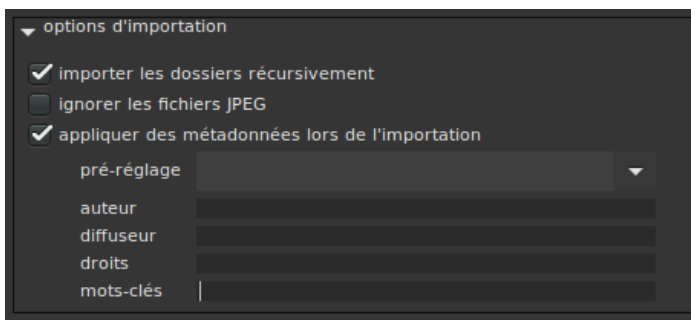 options d'importation
importer les dossiers récursivement
ignorer les fichiers JPEG
appliquer des métadonnées lors de l'importation
pré-réglage
auteur
diffuseur
droits
mots-clés